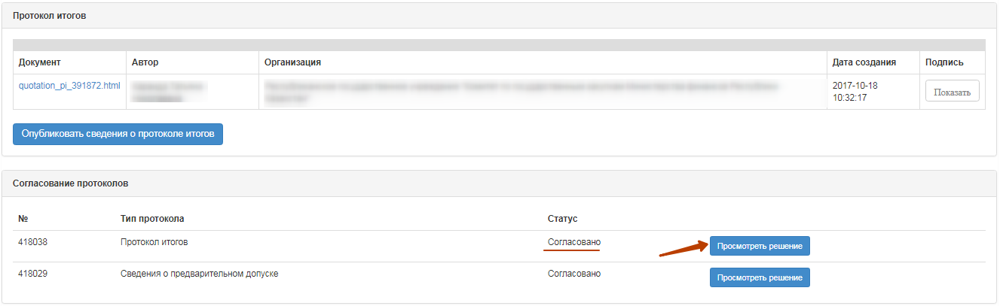 Протокол итогов
Документ Автор Организация Дата создания Подпись
quotation_pi_391872.html 2017-10-18 Показать
10:32:17
Опубликовать сведения о протоколе итогов
Согласование протоколов
№ Тип протокола Статус
418038 Протокол итогов Согласовано Просмотреть решение
418029 Сведения о предварительном допуске Согласовано Просмотреть решение